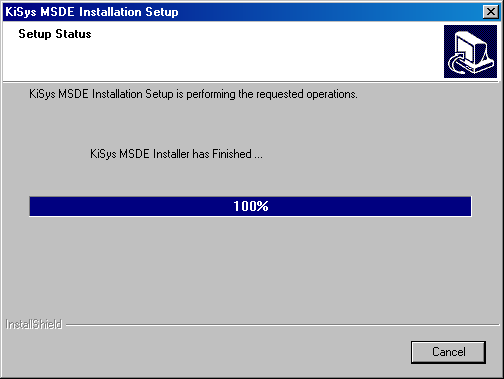 KiSys MSDE Installation Setup
Setup Status
KiSys MSDE Installation Setup is performing the requested operations.
KiSys MSDE Installer has Finished ...
100%
InstallShield
Cancel